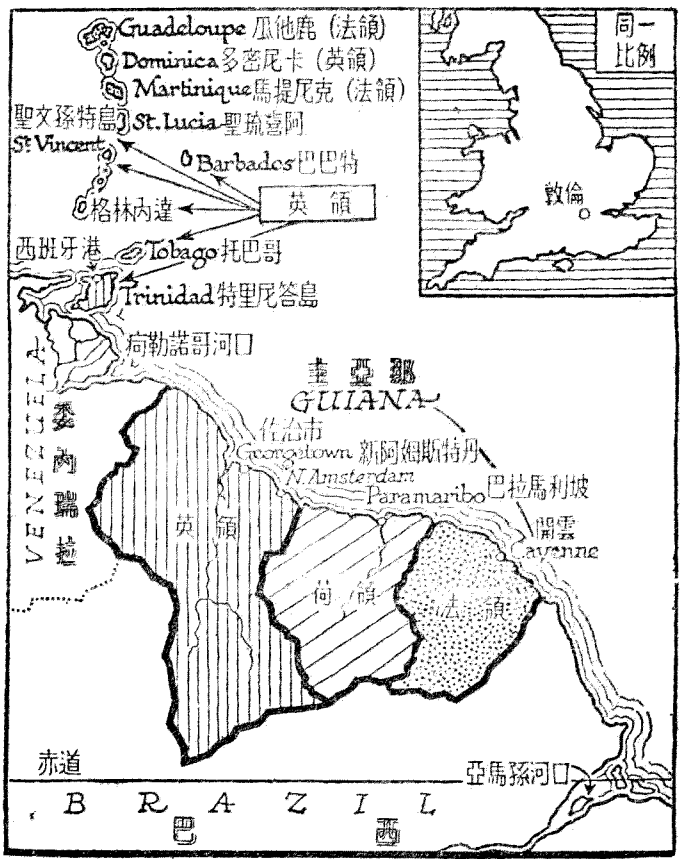 Guadeloupe 瓜他鹿 (法領)
Dominica 多密尼卡 (英領)
Martinique 馬提尼克 (法領)
聖文孫特島
St. Lucia 聖琉喜阿
St Vincent
Barbados 巴巴特
英領
格林內達
西班牙港
Tobago 托巴哥
Trinidad 特里尼答島
同一
比例
敦倫
荷勒諾哥河口
圭亞那
GUIANA
VENEZUELA
委內瑞拉
佐治市
Georgetown
新阿姆斯特丹
N. Amsterdam
Paramaribo 巴拉馬利坡
開雲
Cayenne
英領
荷領
法領
赤道
亞馬孫河口
BRAZIL
巴西